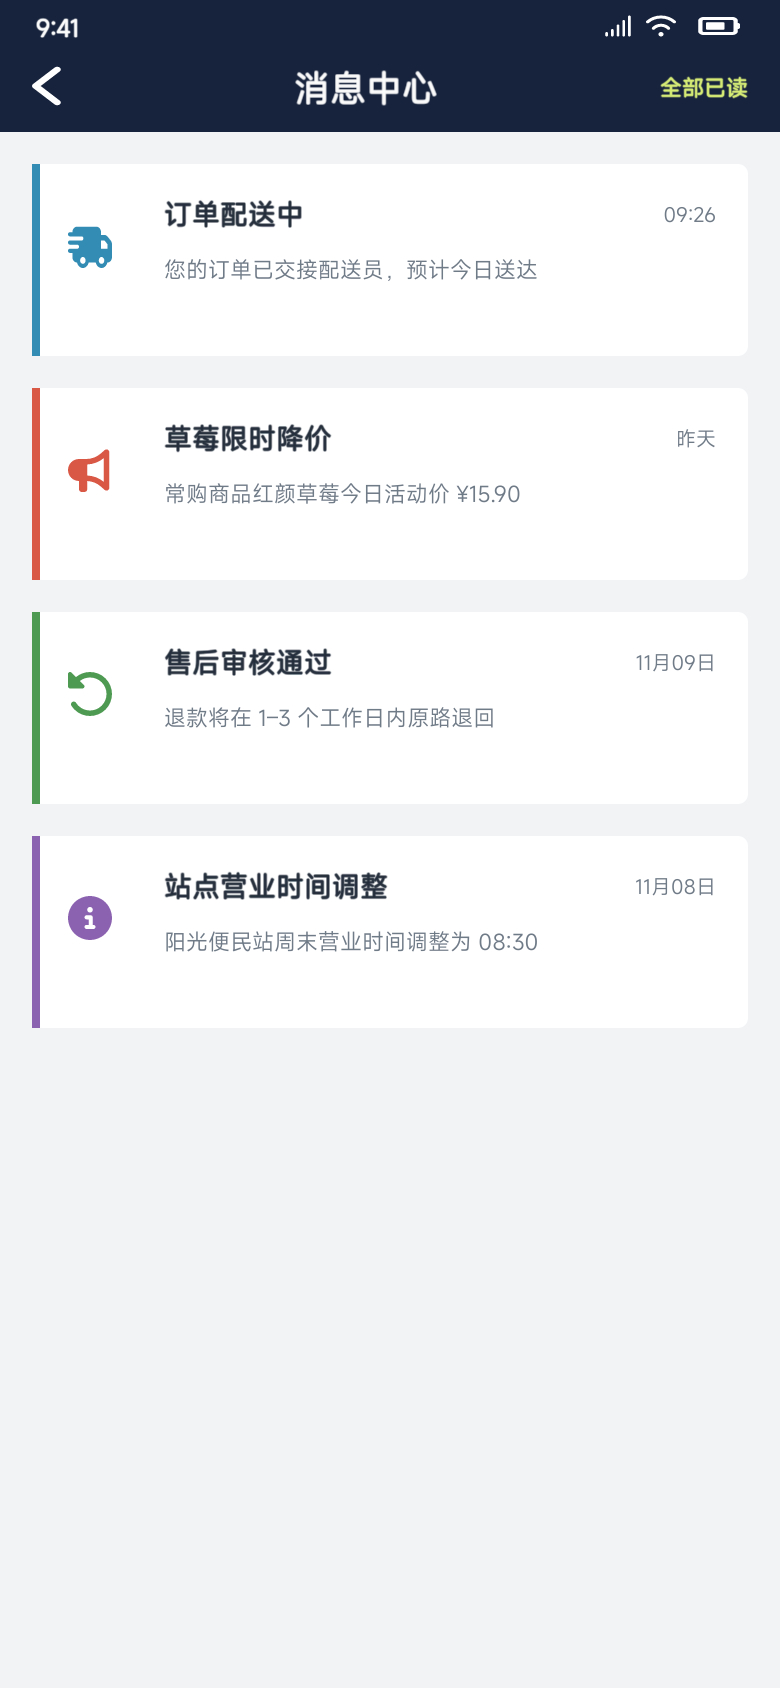 9:41
消息中心
全部已读
订单配送中
09:26
您的订单已交接配送员，预计今日送达
草莓限时降价
昨天
常购商品红颜草莓今日活动价 ¥15.90
售后审核通过
11月09日
退款将在 1-3 个工作日内原路退回
站点营业时间调整
11月08日
阳光便民站周末营业时间调整为 08:30